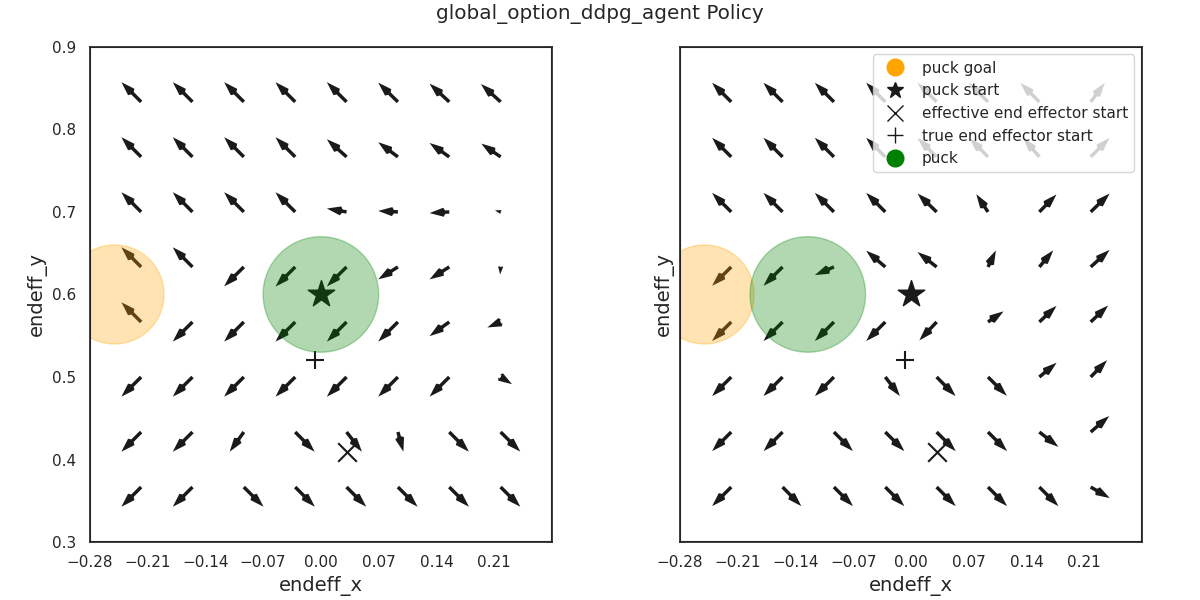 global_option_ddpg_agent Policy
endeff_y
0.9
0.8
0.7
0.6
0.5
0.4
0.3
−0.28 −0.21 −0.14 −0.07 0.00 0.07 0.14 0.21
endeff_x
endeff_y
puck goal
puck start
effective end effector start
true end effector start
puck
−0.28 −0.21 −0.14 −0.07 0.00 0.07 0.14 0.21
endeff_x